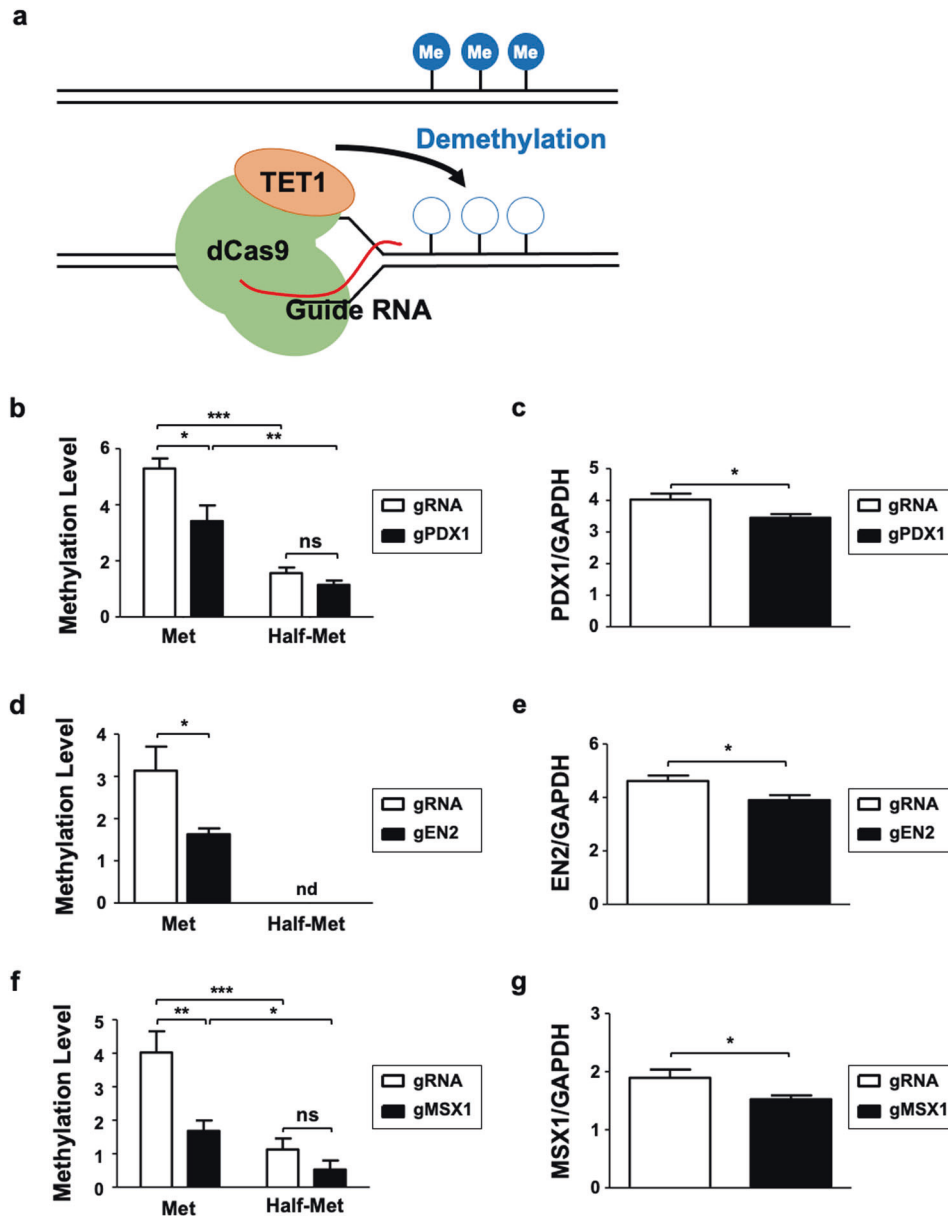 a
Me Me Me
Demethylation
TET1
dCas9
Guide RNA
b
Methylation Level
6
4
2
0
***
*
**
ns
Met
Half-Met
gRNA
gPDX1
c
PDX1/GAPDH
5
4
3
2
1
0
*
gRNA
gPDX1
d
Methylation Level
4
3
2
1
0
*
nd
Met
Half-Met
gRNA
gEN2
e
EN2/GAPDH
6
4
2
0
*
gRNA
gEN2
f
Methylation Level
5
4
3
2
1
0
***
**
*
ns
Met
Half-Met
gRNA
gMSX1
g
MSX1/GAPDH
3
2
1
0
*
gRNA
gMSX1